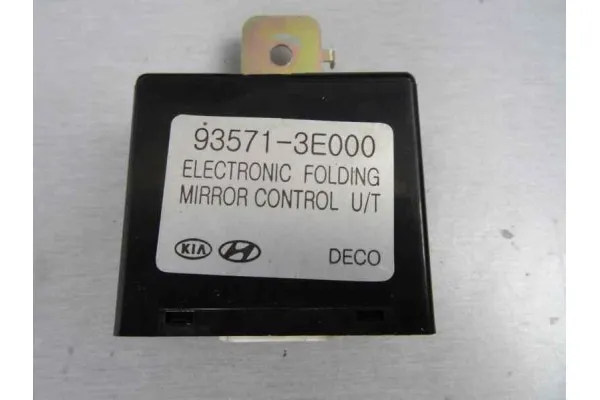 93571-3E000
ELECTRONIC FOLDING
MIRROR CONTROL U/T
KIA DECO